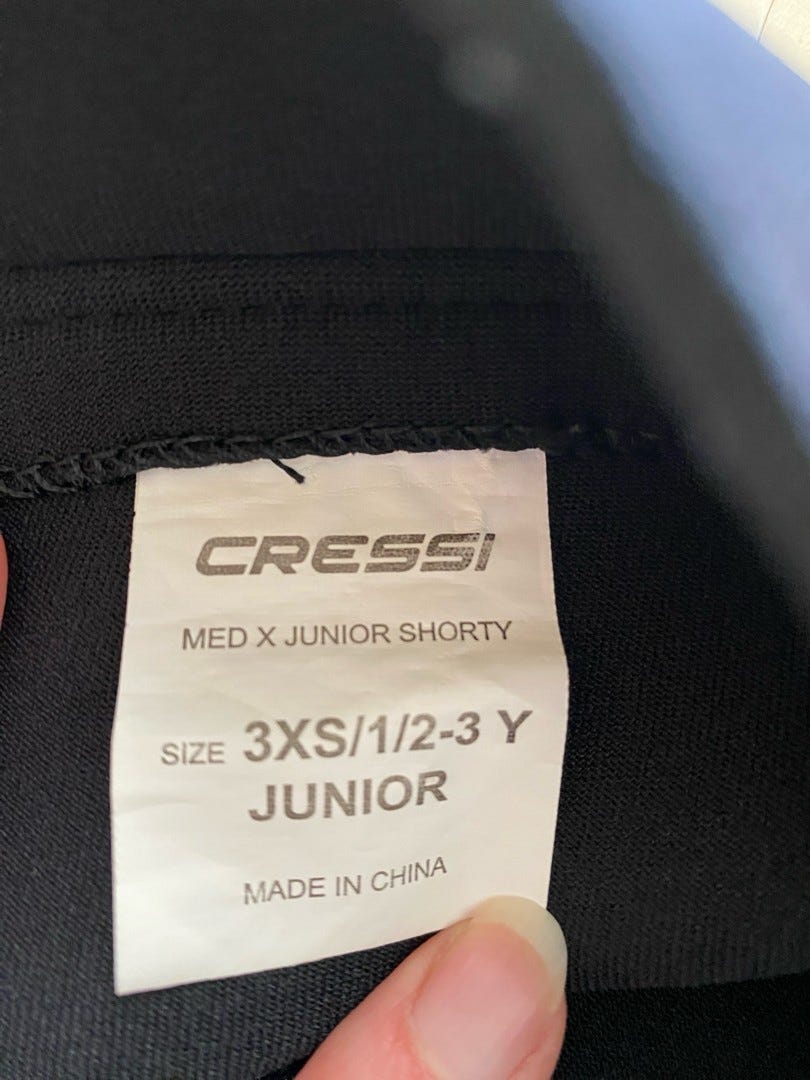 CRESSI
MED X JUNIOR SHORTY
SIZE 3XS/1/2-3 Y
JUNIOR
MADE IN CHINA